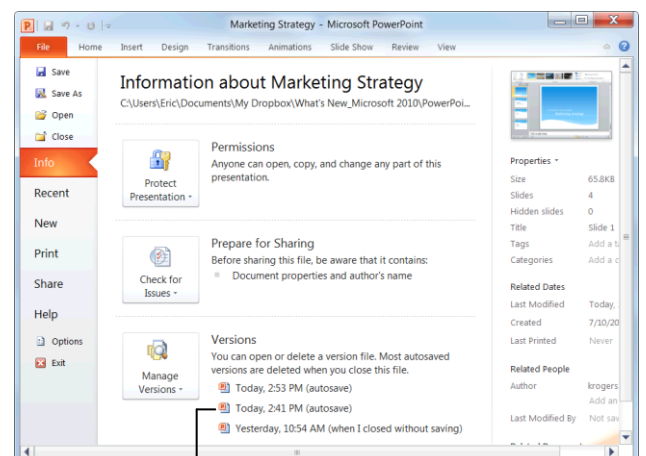 Marketing Strategy - Microsoft PowerPoint
File Home Insert Design Transitions Animations Slide Show Review View
Save
Save As
Open
Close
Info
Recent
New
Print
Share
Help
Options
Exit
Information about Marketing Strategy
C:\Users\Eric\Documents\My Dropbox\What's New_Microsoft 2010\PowerPoi...
Protect
Presentation
Permissions
Anyone can open, copy, and change any part of this
presentation.
Check for
Issues
Prepare for Sharing
Before sharing this file, be aware that it contains:
Document properties and author's name
Manage
Versions
Versions
You can open or delete a version file. Most autosaved
versions are deleted when you close this file.
Today, 2:53 PM (autosave)
Today, 2:41 PM (autosave)
Yesterday, 10:54 AM (when I closed without saving)
Properties
Size 65.8KB
Slides 4
Hidden slides 0
Title Slide 1
Tags Add a t
Categories Add a c
Related Dates
Last Modified Today,
Created 7/10/20
Last Printed Never
Related People
Author krogers
Add an
Last Modified By Not sav